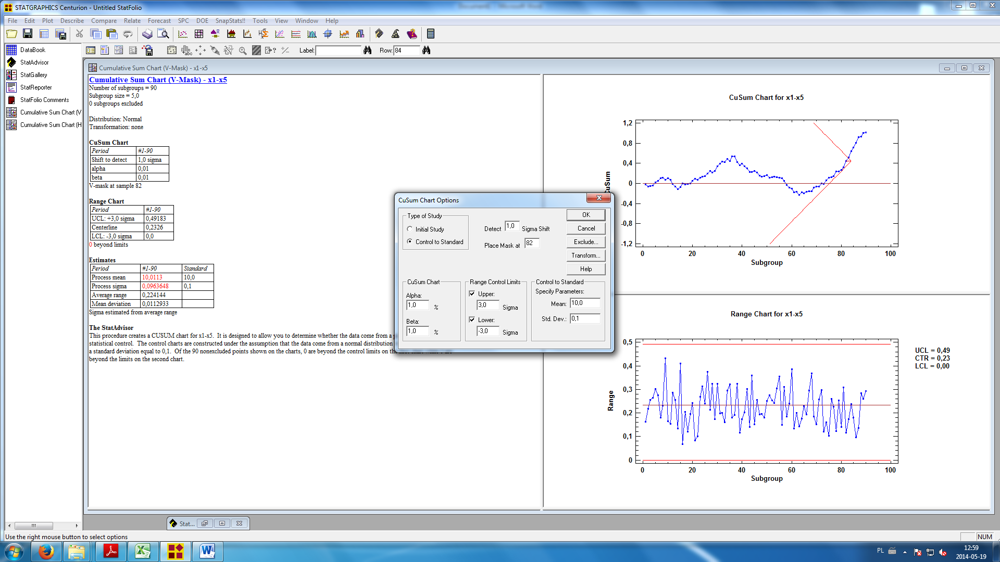 STATGRAPHICS Centurion - Untitled StatFolio
File Edit Plot Describe Compare Relate Forecast SPC DOE SnapStats!! Tools View Window Help
Label: Row: 84
DataBook
StatAdvisor
StatGallery
StatReporter
StatFolio Comments
Cumulative Sum Chart (V
Cumulative Sum Chart (H
Cumulative Sum Chart (V-Mask) - x1-x5
Cumulative Sum Chart (V-Mask) - x1-x5
Number of subgroups = 90
Subgroup size = 5,0
0 subgroups excluded
Distribution: Normal
Transformation: none
CuSum Chart
Period #1-90
Shift to detect 1,0 sigma
alpha 0,01
beta 0,01
V-mask at sample 82
Range Chart
Period #1-90
UCL: +3,0 sigma 0,49183
Centerline 0,2326
LCL: -3,0 sigma 0,0
0 beyond limits
Estimates
Period #1-90 Standard
Process mean 10,0113 10,0
Process sigma 0,0963648 0,1
Average range 0,224144
Mean deviation 0,0112933
Sigma estimated from average range
The StatAdvisor
This procedure creates a CUSUM chart for x1-x5. It is designed to allow you to determine whether the data come from a
statistical control. The control charts are constructed under the assumption that the data come from a normal distribution
a standard deviation equal to 0,1. Of the 90 nonexcluded points shown on the charts, 0 are beyond the control limits on
beyond the limits on the second chart.
CuSum Chart Options
Type of Study
Initial Study
Control to Standard
Detect 1,0 Sigma Shift
Place Mask at 82
OK
Cancel
Exclude...
Transform...
Help
CuSum Chart
Alpha:
1,0 %
Beta:
1,0 %
Range Control Limits
Upper:
3,0 Sigma
Lower:
-3,0 Sigma
Control to Standard
Specify Parameters:
Mean: 10,0
Std. Dev.: 0,1
CuSum Chart for x1-x5
CuSum
1,2
0,8
0,4
0
-0,4
-0,8
-1,2
0 20 40 60 80 100
Subgroup
Range Chart for x1-x5
Range
0,5
0,4
0,3
0,2
0,1
0
0 20 40 60 80 100
Subgroup
UCL = 0,49
CTR = 0,23
LCL = 0,00
Stat...
Use the right mouse button to select options
NUM
PL
12:59
2014-05-19